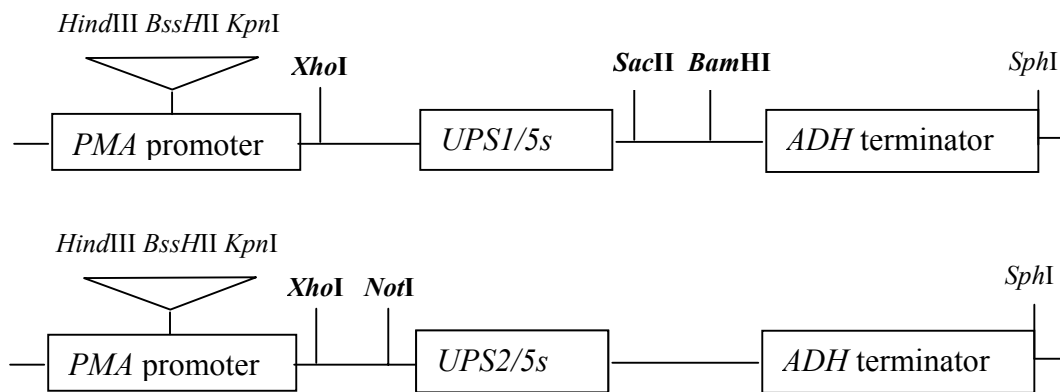 HindIII BssHII KpnI
XhoI
SacII BamHI
SphI
PMA promoter
UPS1/5s
ADH terminator
HindIII BssHII KpnI
XhoI NotI
SphI
PMA promoter
UPS2/5s
ADH terminator